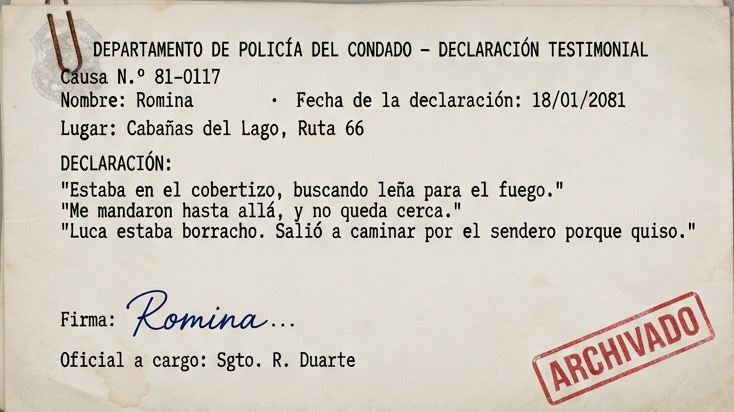 DEPARTAMENTO DE POLICÍA DEL CONDADO – DECLARACIÓN TESTIMONIAL
Causa N.º 81-0117
Nombre: Romina · Fecha de la declaración: 18/01/2081
Lugar: Cabañas del Lago, Ruta 66
DECLARACIÓN:
"Estaba en el cobertizo, buscando leña para el fuego."
"Me mandaron hasta allá, y no queda cerca."
"Luca estaba borracho. Salió a caminar por el sendero porque quiso."
Firma: Romina...
Oficial a cargo: Sgto. R. Duarte
ARCHIVADO